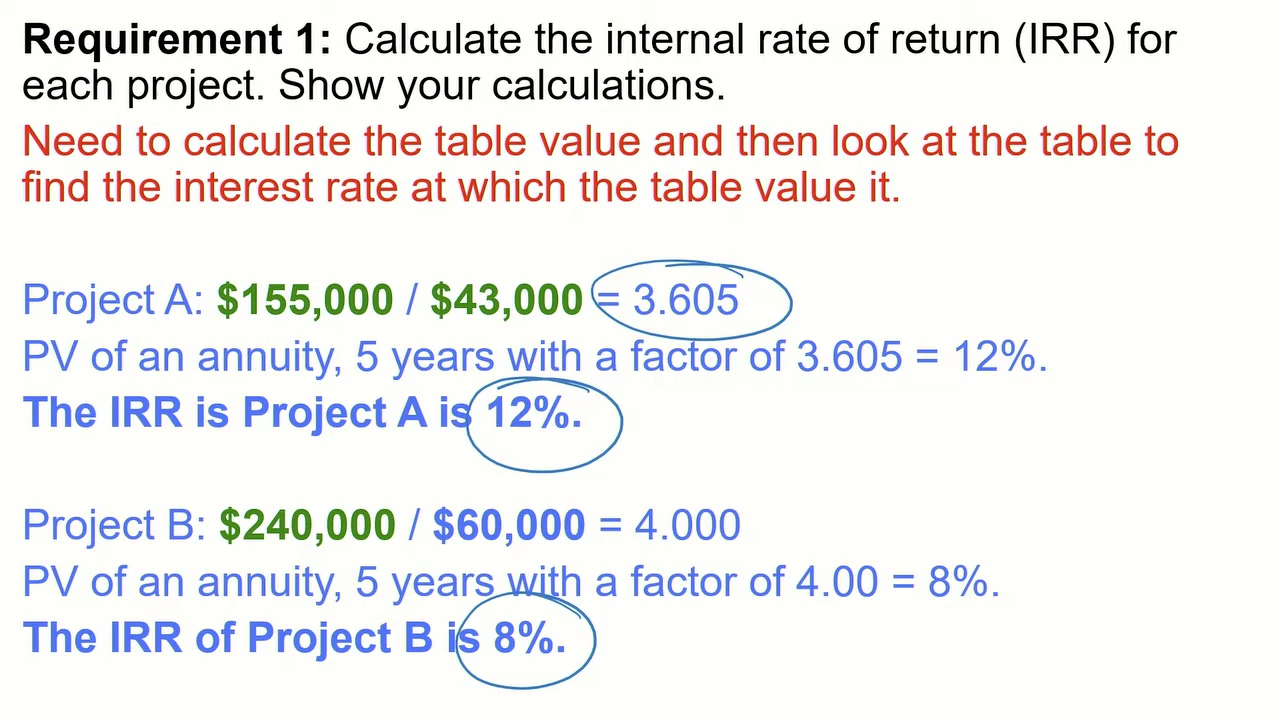 Requirement 1: Calculate the internal rate of return (IRR) for
each project. Show your calculations.
Need to calculate the table value and then look at the table to
find the interest rate at which the table value it.
Project A: $155,000 / $43,000 = 3.605
PV of an annuity, 5 years with a factor of 3.605 = 12%.
The IRR is Project A is 12%.
Project B: $240,000 / $60,000 = 4.000
PV of an annuity, 5 years with a factor of 4.00 = 8%.
The IRR of Project B is 8%.